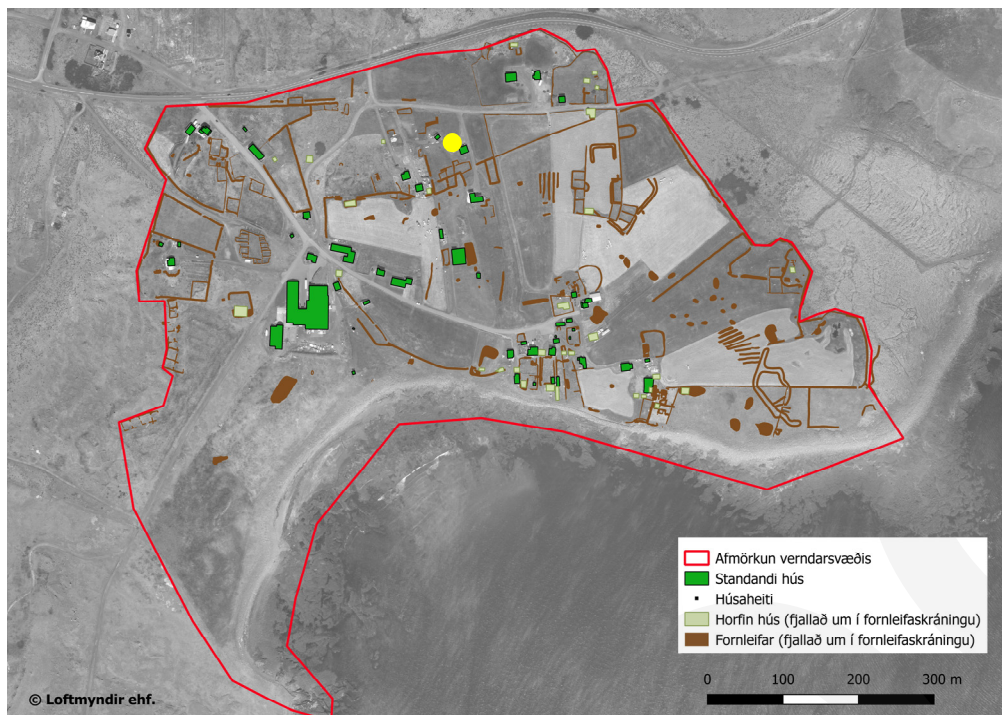 Afmörkun verndarsvæðis
Standandi hús
Húsaheiti
Horfin hús (fjallað um í fornleifaskráningu)
Fornleifar (fjallað um í fornleifaskráningu)
0 100 200 300 m
© Loftmyndir ehf.